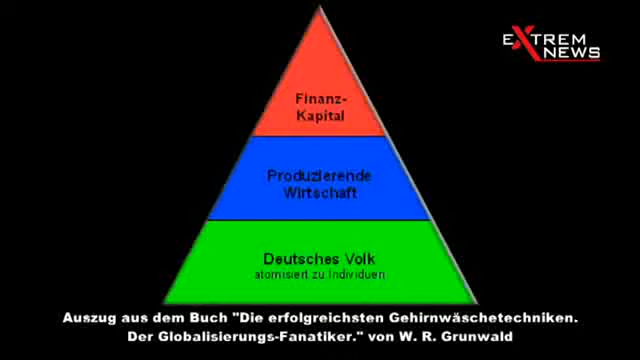 EXTREM
NEWS
Finanz-
Kapital
Produzierende
Wirtschaft
Deutsches Volk
atomisiert zu Individuen
Auszug aus dem Buch "Die erfolgreichsten Gehirnwäschetechniken.
Der Globalisierungs-Fanatiker." von W. R. Grunwald